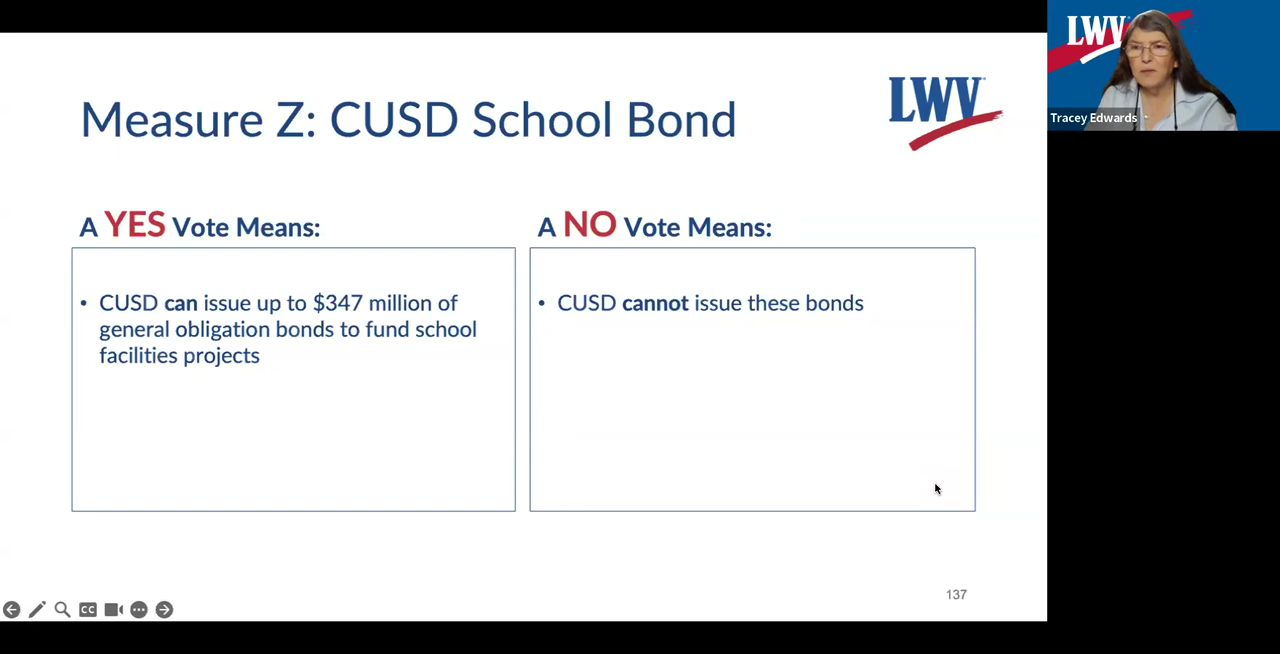 Measure Z: CUSD School Bond
LWV
A YES Vote Means:
• CUSD can issue up to $347 million of
general obligation bonds to fund school
facilities projects
A NO Vote Means:
• CUSD cannot issue these bonds
137
CC
LWV
Tracey Edwards